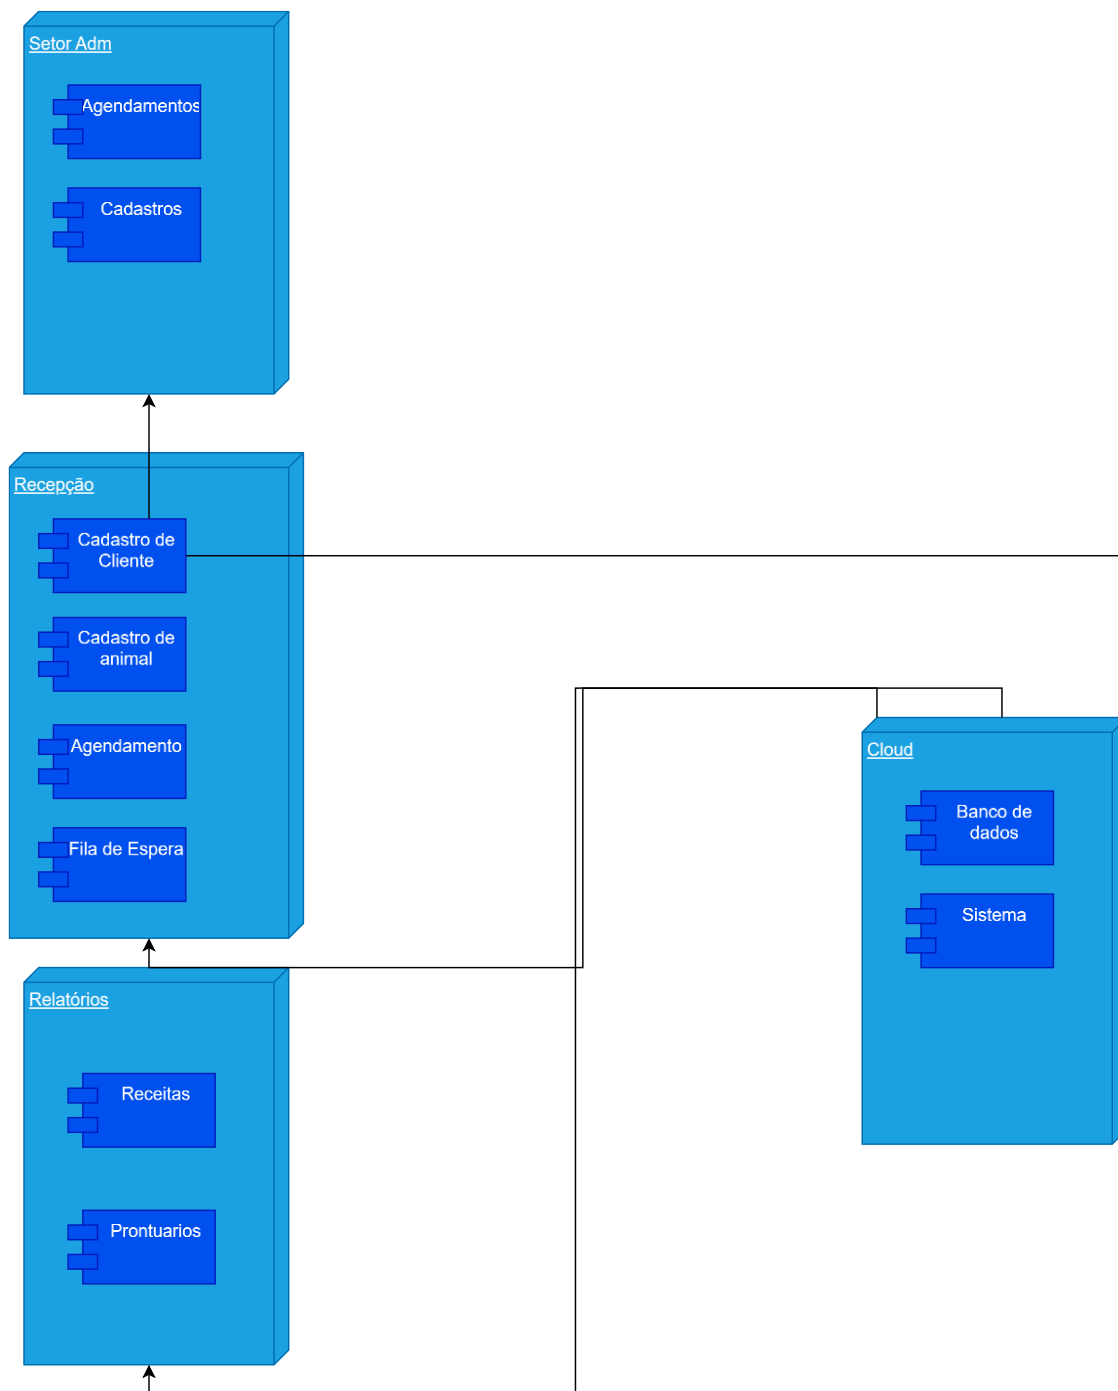 Setor Adm
Agendamentos
Cadastros
Recepção
Cadastro de
Cliente
Cadastro de
animal
Agendamento
Fila de Espera
Cloud
Banco de
dados
Sistema
Relatórios
Receitas
Prontuarios